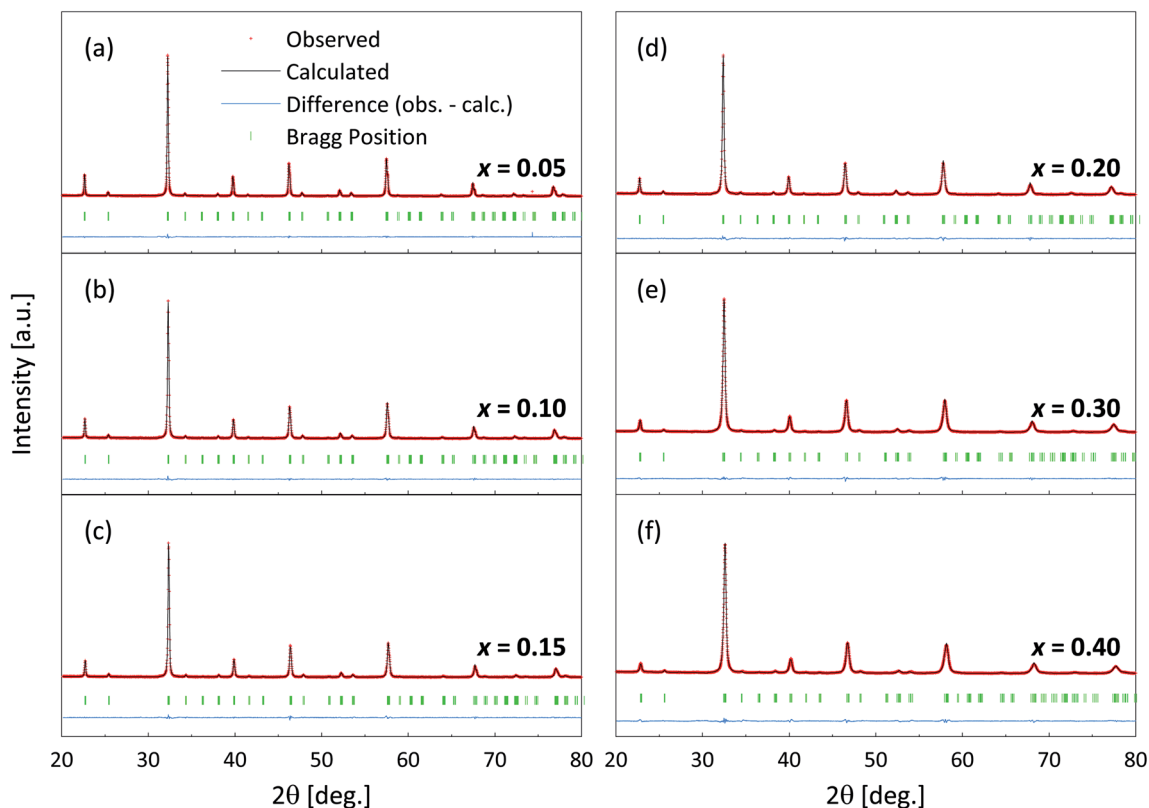 (a)
Observed
Calculated
Difference (obs. - calc.)
Bragg Position
x = 0.05
(b)
x = 0.10
(c)
x = 0.15
20 30 40 50 60 70 80
2θ [deg.]
Intensity [a.u.]
(d)
x = 0.20
(e)
x = 0.30
(f)
x = 0.40
20 30 40 50 60 70 80
2θ [deg.]